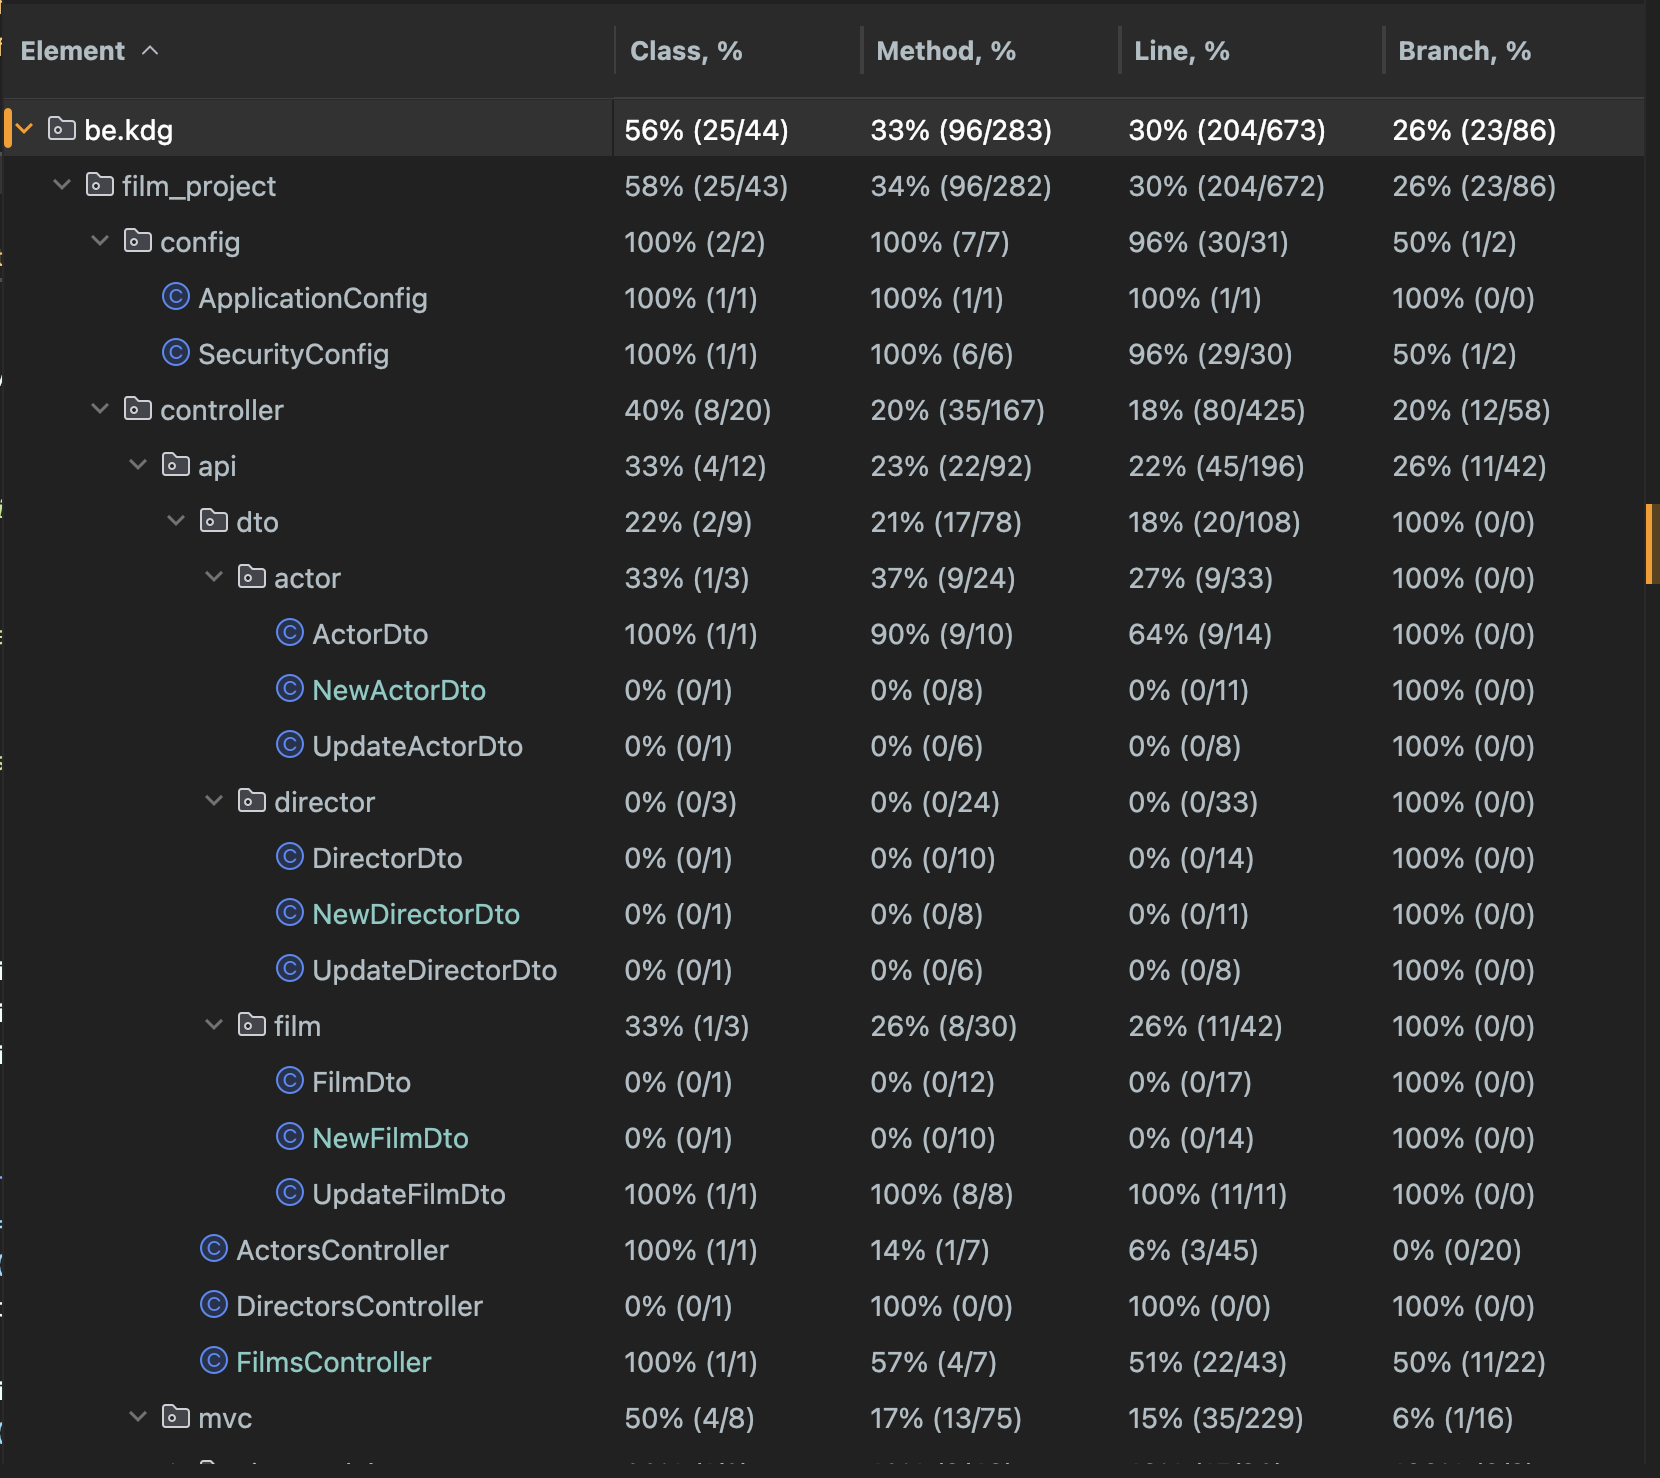 Element Class, % Method, % Line, % Branch, %
be.kdg 56% (25/44) 33% (96/283) 30% (204/673) 26% (23/86)
film_project 58% (25/43) 34% (96/282) 30% (204/672) 26% (23/86)
config 100% (2/2) 100% (7/7) 96% (30/31) 50% (1/2)
ApplicationConfig 100% (1/1) 100% (1/1) 100% (1/1) 100% (0/0)
SecurityConfig 100% (1/1) 100% (6/6) 96% (29/30) 50% (1/2)
controller 40% (8/20) 20% (35/167) 18% (80/425) 20% (12/58)
api 33% (4/12) 23% (22/92) 22% (45/196) 26% (11/42)
dto 22% (2/9) 21% (17/78) 18% (20/108) 100% (0/0)
actor 33% (1/3) 37% (9/24) 27% (9/33) 100% (0/0)
ActorDto 100% (1/1) 90% (9/10) 64% (9/14) 100% (0/0)
NewActorDto 0% (0/1) 0% (0/8) 0% (0/11) 100% (0/0)
UpdateActorDto 0% (0/1) 0% (0/6) 0% (0/8) 100% (0/0)
director 0% (0/3) 0% (0/24) 0% (0/33) 100% (0/0)
DirectorDto 0% (0/1) 0% (0/10) 0% (0/14) 100% (0/0)
NewDirectorDto 0% (0/1) 0% (0/8) 0% (0/11) 100% (0/0)
UpdateDirectorDto 0% (0/1) 0% (0/6) 0% (0/8) 100% (0/0)
film 33% (1/3) 26% (8/30) 26% (11/42) 100% (0/0)
FilmDto 0% (0/1) 0% (0/12) 0% (0/17) 100% (0/0)
NewFilmDto 0% (0/1) 0% (0/10) 0% (0/14) 100% (0/0)
UpdateFilmDto 100% (1/1) 100% (8/8) 100% (11/11) 100% (0/0)
ActorsController 100% (1/1) 14% (1/7) 6% (3/45) 0% (0/20)
DirectorsController 0% (0/1) 100% (0/0) 100% (0/0) 100% (0/0)
FilmsController 100% (1/1) 57% (4/7) 51% (22/43) 50% (11/22)
mvc 50% (4/8) 17% (13/75) 15% (35/229) 6% (1/16)